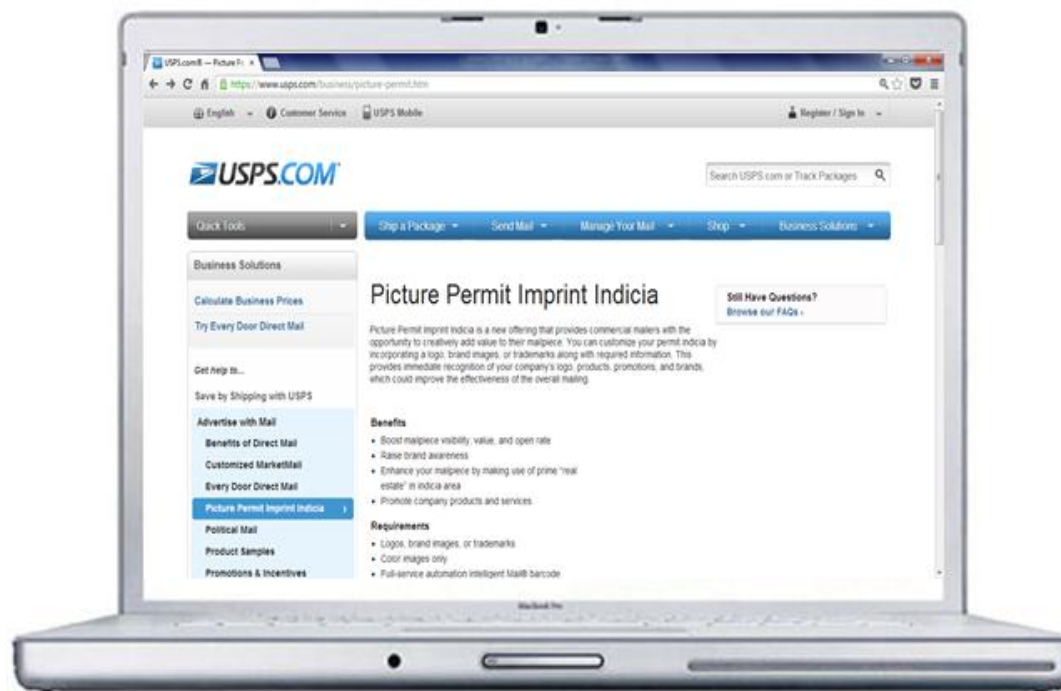 USPS.com® — Picture Pe
https://www.usps.com/business/picture-permit.htm
English Customer Service USPS Mobile Register / Sign In
USPS.COM
Search USPS.com or Track Packages
Quick Tools Ship a Package Send Mail Manage Your Mail Shop Business Solutions
Business Solutions
Calculate Business Prices
Try Every Door Direct Mail
Get help to...
Save by Shipping with USPS
Advertise with Mail
Benefits of Direct Mail
Customized MarketMail
Every Door Direct Mail
Picture Permit Imprint Indicia
Political Mail
Product Samples
Promotions & Incentives
Picture Permit Imprint Indicia
Picture Permit Imprint Indicia is a new offering that provides commercial mailers with the
opportunity to creatively add value to their mailpiece. You can customize your permit indicia by
incorporating a logo, brand images, or trademarks along with required information. This
provides immediate recognition of your company's logo, products, promotions, and brands,
which could improve the effectiveness of the overall mailing.
Benefits
• Boost mailpiece visibility, value, and open rate
• Raise brand awareness
• Enhance your mailpiece by making use of prime "real
estate" in indicia area
• Promote company products and services
Requirements
• Logos, brand images, or trademarks
• Color images only
• Full-service automation Intelligent Mail® barcode
Still Have Questions?
Browse our FAQs ›
MacBook Pro